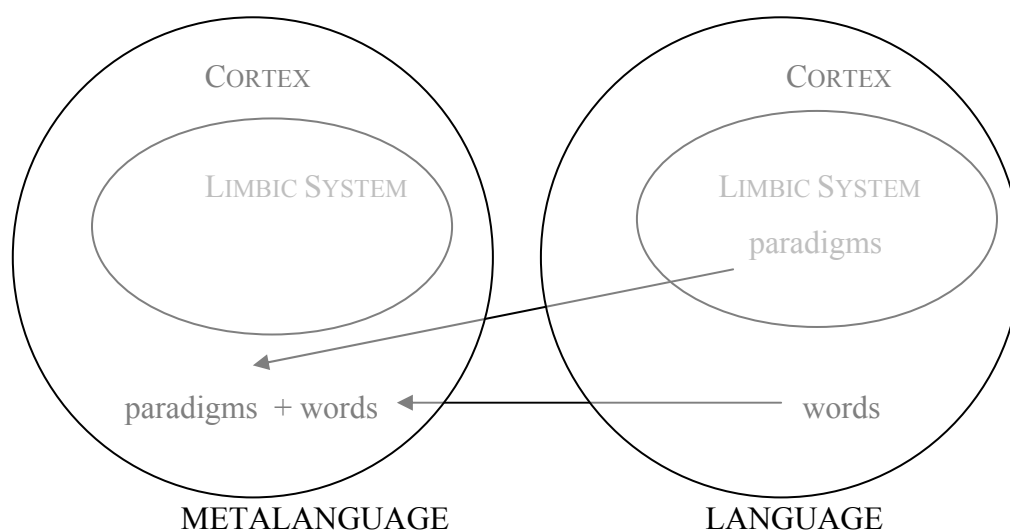 CORTEX CORTEX
LIMBIC SYSTEM LIMBIC SYSTEM
paradigms
paradigms + words words
METALANGUAGE LANGUAGE